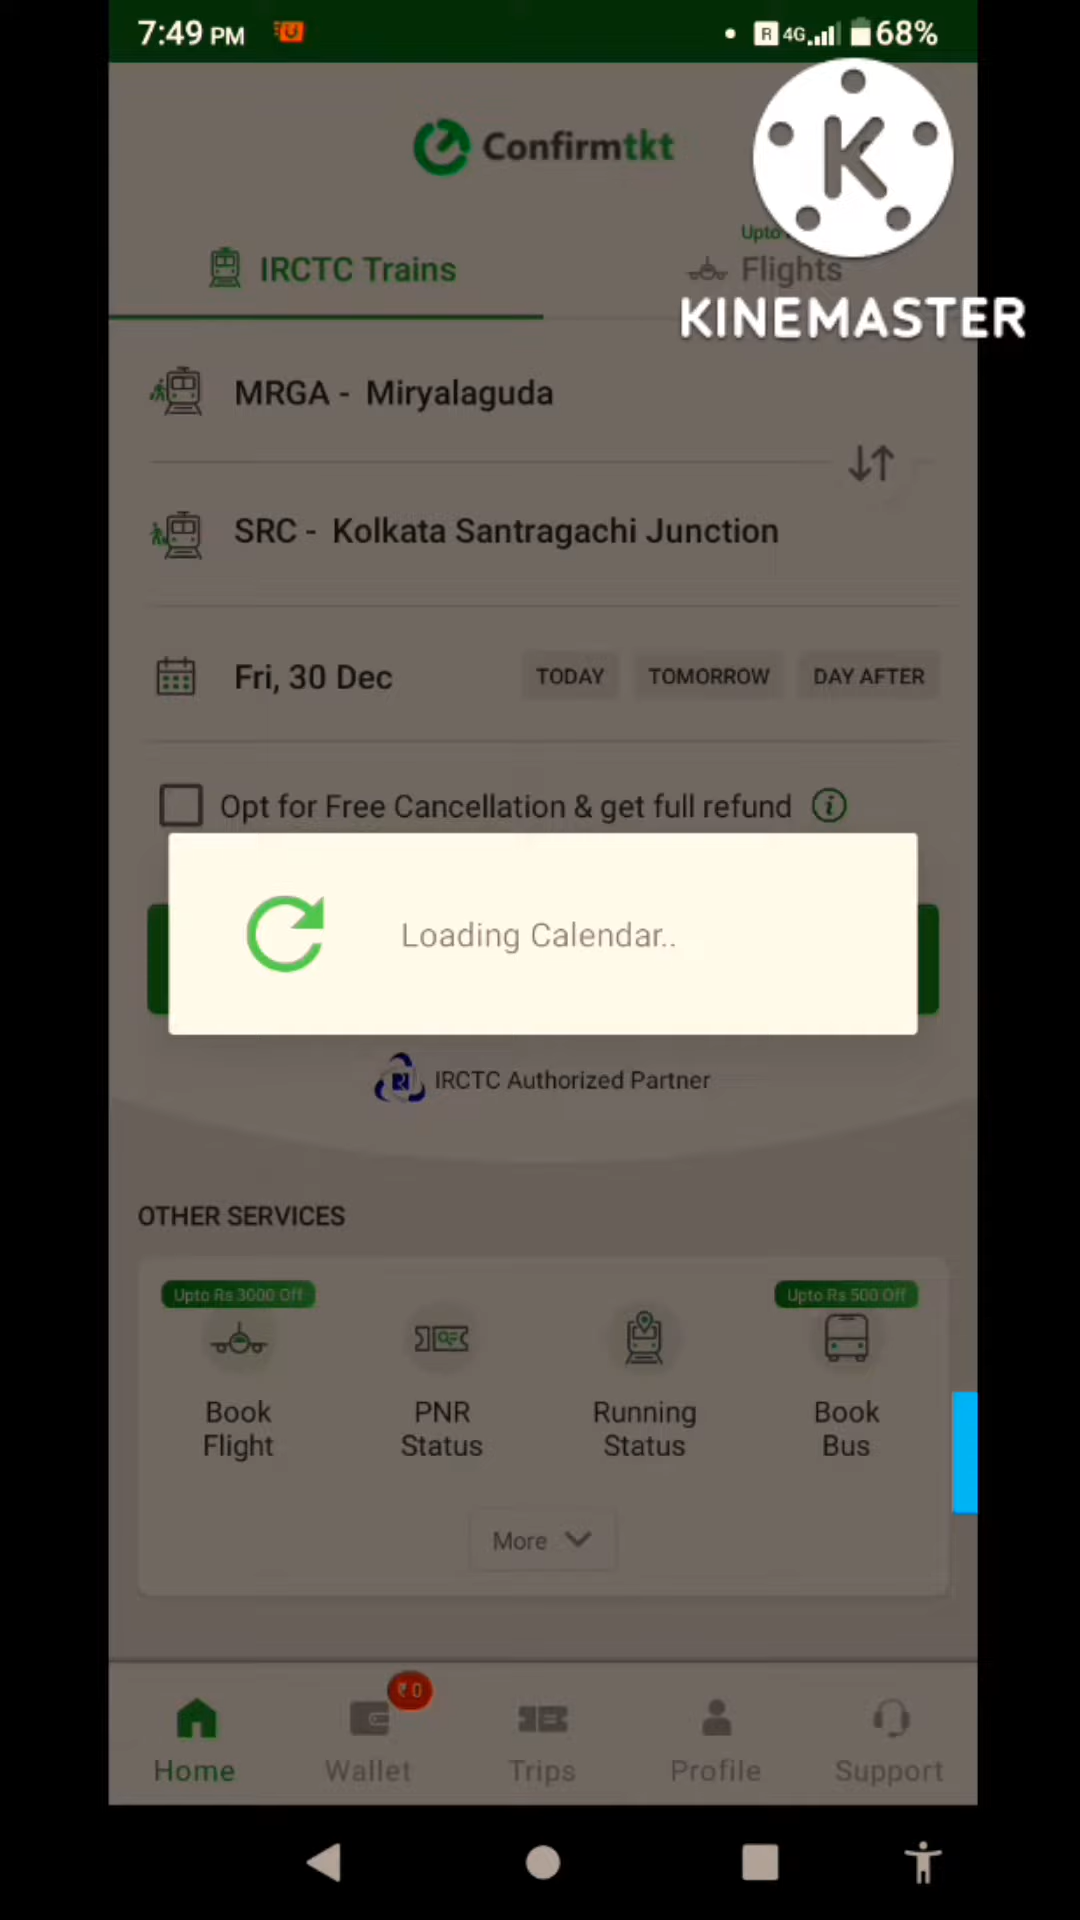 7:49 PM
R 4G 68%
Confirmtkt
K
KINEMASTER
Upto
IRCTC Trains
Flights
MRGA - Miryalaguda
SRC - Kolkata Santragachi Junction
Fri, 30 Dec
TODAY
TOMORROW
DAY AFTER
Opt for Free Cancellation & get full refund
Loading Calendar..
IRCTC Authorized Partner
OTHER SERVICES
Upto Rs 3000 Off
Upto Rs 500 Off
Book Flight
PNR Status
Running Status
Book Bus
More
₹0
Home
Wallet
Trips
Profile
Support